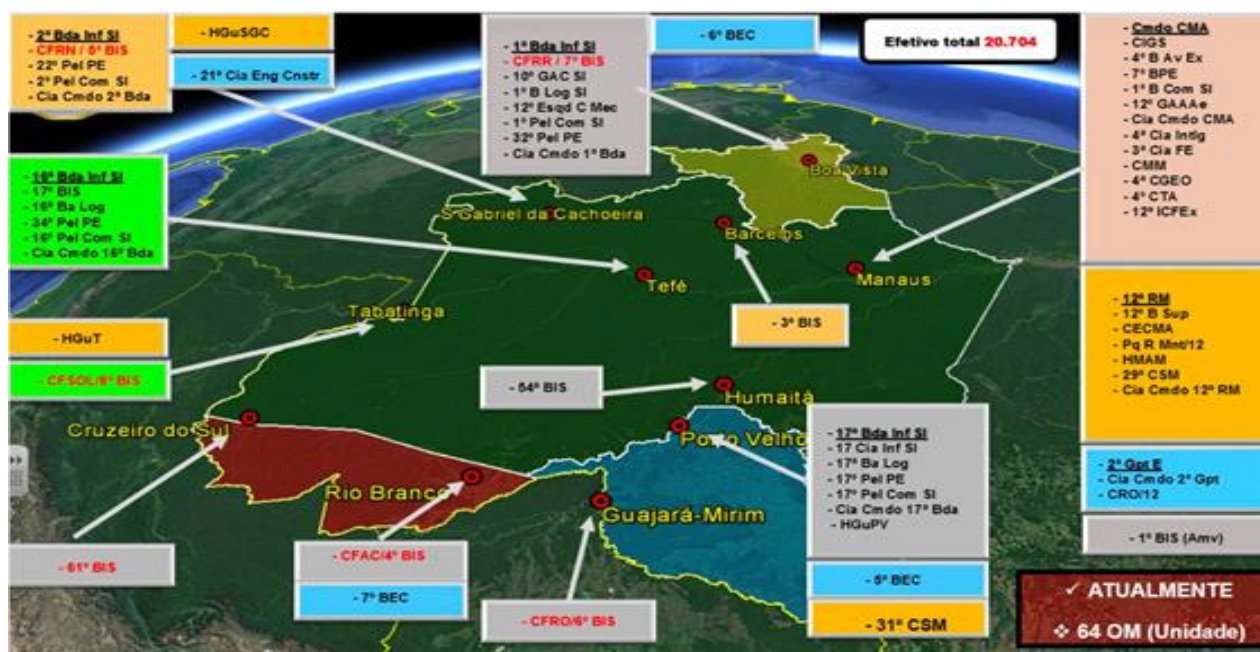 - 2ª Bda Inf Sl
- CFRN / 5º BIS
- 22º Pel PE
- 2º Pel Com Sl
- Cia Cmdo 2ª Bda
- HGuSGC
- 21ª Cia Eng Cnstr
- 1ª Bda Inf Sl
- CFRR / 7º BIS
- 10º GAC Sl
- 1º B Log Sl
- 12º Esqd C Mec
- 1º Pel Com Sl
- 32º Pel PE
- Cia Cmdo 1ª Bda
- 6º BEC
Efetivo total 20.704
- Cmdo CMA
- CIGS
- 4º B Av Ex
- 7º BPE
- 1º B Com Sl
- 12º GAAAe
- Cia Cmdo CMA
- 4ª Cia Intlg
- 3ª Cia FE
- CMM
- 4º CGEO
- 4º CTA
- 12ª ICFEx
- 16ª Bda Inf Sl
- 17º BIS
- 16ª Ba Log
- 34º Pel PE
- 16º Pel Com Sl
- Cia Cmdo 16ª Bda
Boa Vista
S Gabriel da Cachoeira
Barcelos
Tefé
Manaus
Tabatinga
- HGuT
- CFSOL/8º BIS
- 3º BIS
- 12ª RM
- 12º B Sup
- CECMA
- Pq R Mnt/12
- HMAM
- 29ª CSM
- Cia Cmdo 12ª RM
- 54º BIS
Humaitá
Cruzeiro do Sul
Porto Velho
- 17ª Bda Inf Sl
- 17 Cia Inf Sl
- 17ª Ba Log
- 17º Pel PE
- 17º Pel Com Sl
- Cia Cmdo 17ª Bda
- HGuPV
- 2º Gpt E
- Cia Cmdo 2º Gpt
- CRO/12
Rio Branco
Guajará-Mirim
- 1º BIS (Amv)
- 61º BIS
- CFAC/4º BIS
- 7º BEC
- CFRO/6º BIS
- 5º BEC
- 31ª CSM
✓ ATUALMENTE
❖ 64 OM (Unidade)